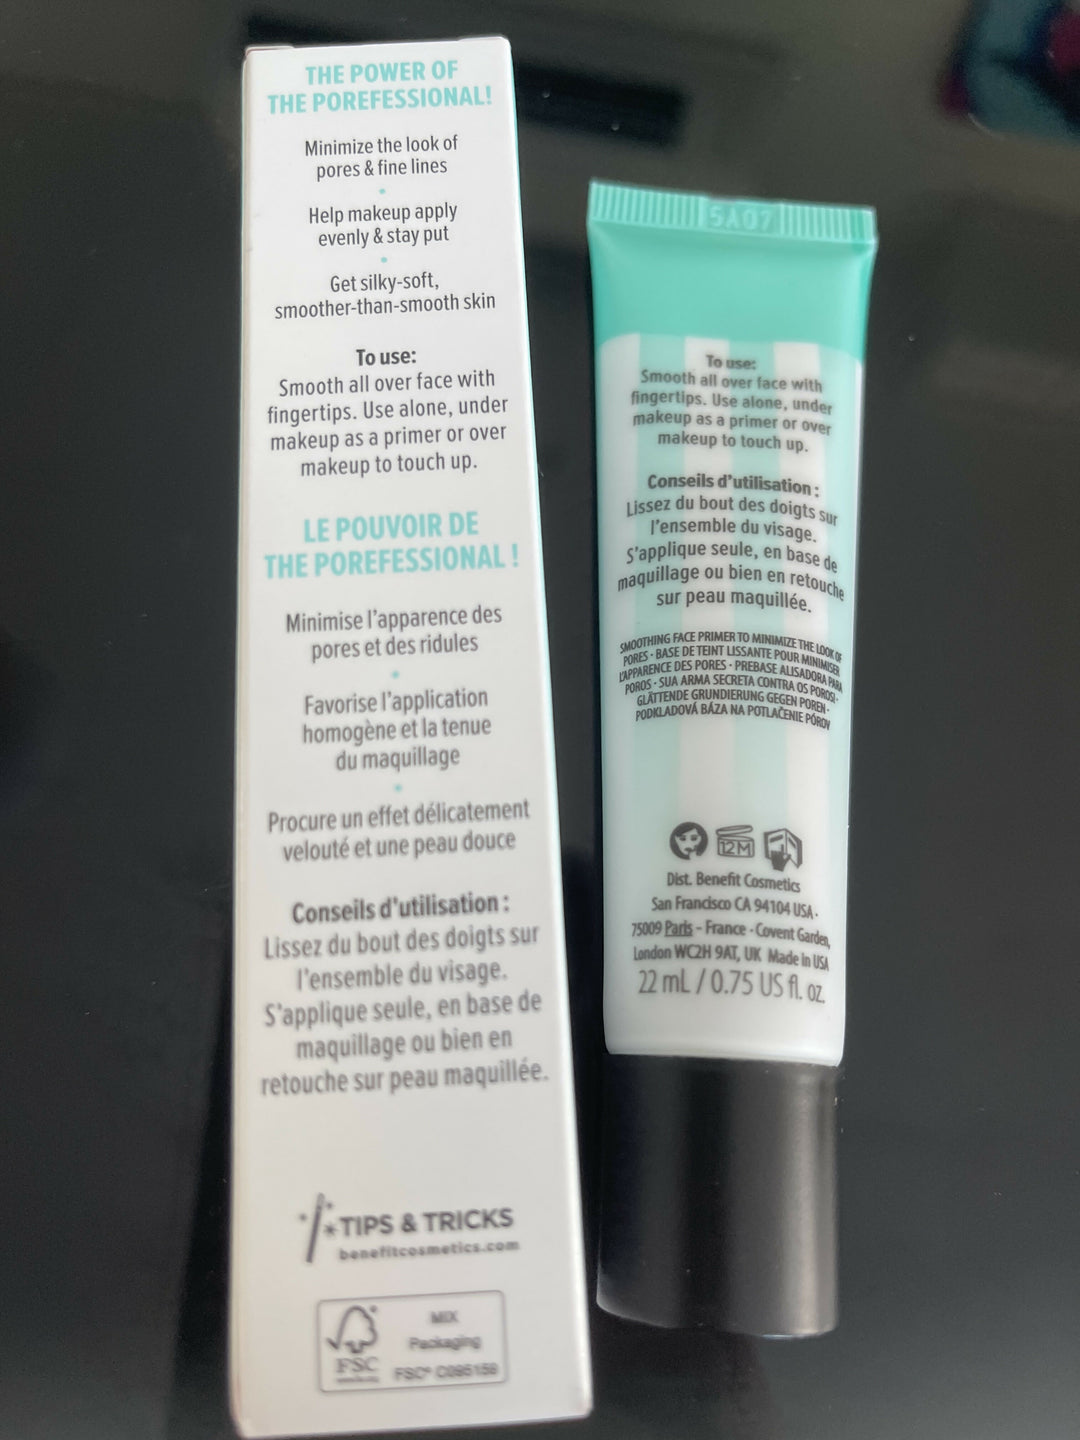 THE POWER OF
THE POREFESSIONAL!
Minimize the look of
pores & fine lines
Help makeup apply
evenly & stay put
Get silky-soft,
smoother-than-smooth skin
To use:
Smooth all over face with
fingertips. Use alone, under
makeup as a primer or over
makeup to touch up.
LE POUVOIR DE
THE POREFESSIONAL !
Minimise l'apparence des
pores et des ridules
Favorise l'application
homogène et la tenue
du maquillage
Procure un effet délicatement
velouté et une peau douce
Conseils d'utilisation :
Lissez du bout des doigts sur
l'ensemble du visage.
S'applique seule, en base de
maquillage ou bien en
retouche sur peau maquillée.
TIPS & TRICKS
benefitcosmetics.com
FSC
MIX
Packaging
FSC® C095159
5A07
To use:
Smooth all over face with
fingertips. Use alone, under
makeup as a primer or over
makeup to touch up.
Conseils d'utilisation :
Lissez du bout des doigts sur
l'ensemble du visage.
S'applique seule, en base de
maquillage ou bien en retouche
sur peau maquillée.
SMOOTHING FACE PRIMER TO MINIMIZE THE LOOK OF
PORES · BASE DE TEINT LISSANTE POUR MINIMISER
L'APPARENCE DES PORES · PREBASE ALISADORA PARA
POROS · SUA ARMA SECRETA CONTRA OS POROS! ·
GLÄTTENDE GRUNDIERUNG GEGEN POREN ·
PODKLADOVÁ BÁZA NA POTLAČENIE PÓROV
12M
Dist. Benefit Cosmetics
San Francisco CA 94104 USA ·
75009 Paris - France · Covent Garden,
London WC2H 9AT, UK Made in USA
22 mL / 0.75 US fl. oz.